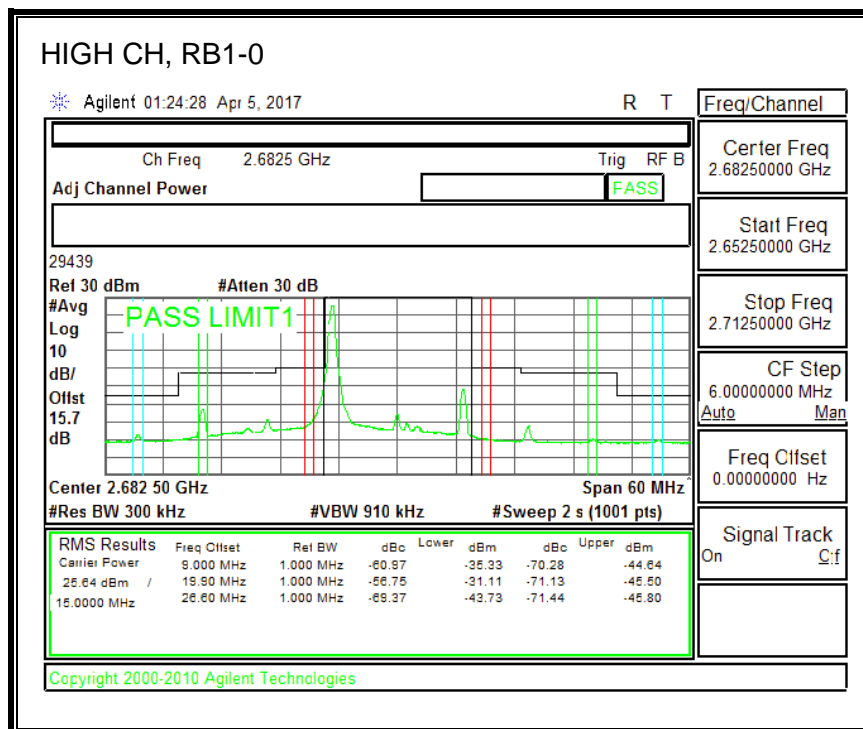 HIGH CH, RB1-0
Agilent 01:24:28 Apr 5, 2017 R T
Freq/Channel
Ch Freq 2.6825 GHz Trig RF B
Adj Channel Power PASS
Center Freq
2.68250000 GHz
Start Freq
2.65250000 GHz
29439
Ref 30 dBm #Atten 30 dB
#Avg
Log
10
dB/
Offst
15.7
dB
PASS LIMIT1
Stop Freq
2.71250000 GHz
CF Step
6.00000000 MHz
Auto Man
Freq Offset
0.00000000 Hz
Center 2.682 50 GHz Span 60 MHz
#Res BW 300 kHz #VBW 910 kHz #Sweep 2 s (1001 pts)
Signal Track
On Off
RMS Results Freq Offset Ref BW dBc Lower dBm dBc Upper dBm
Carrier Power 9.000 MHz 1.000 MHz -60.97 -35.33 -70.28 -44.64
25.64 dBm / 19.90 MHz 1.000 MHz -56.75 -31.11 -71.13 -45.50
15.0000 MHz 26.60 MHz 1.000 MHz -69.37 -43.73 -71.44 -45.80
Copyright 2000-2010 Agilent Technologies